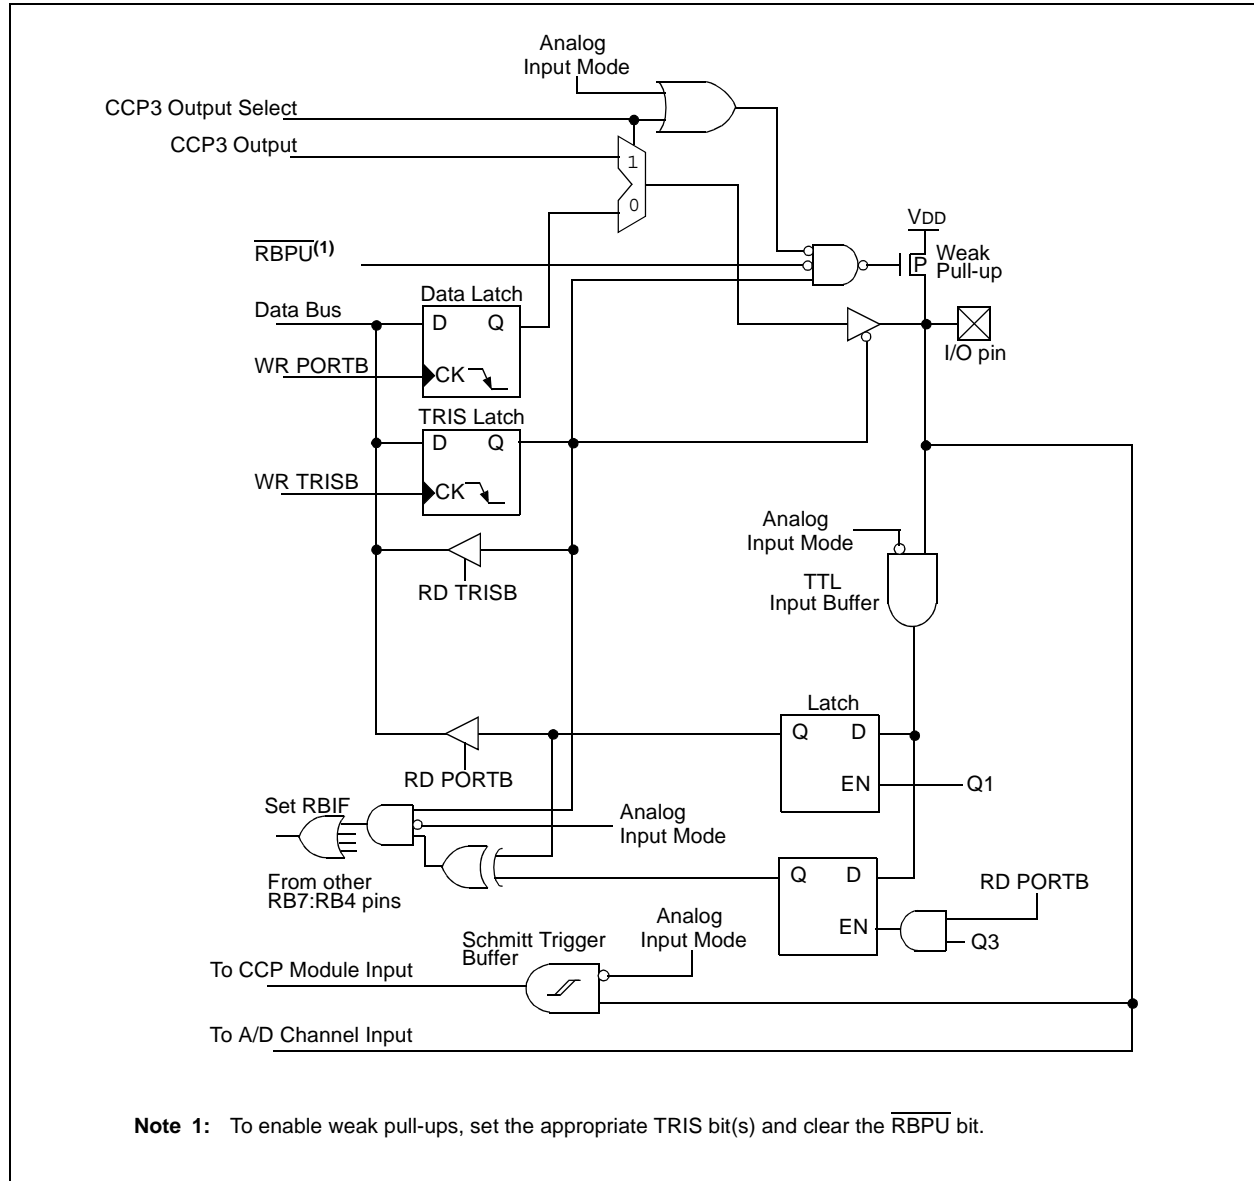 Analog
Input Mode
CCP3 Output Select
CCP3 Output
1
0
VDD
RBPU(1)
P
Weak
Pull-up
Data Bus
Data Latch
D Q
I/O pin
WR PORTB
CK
TRIS Latch
D Q
WR TRISB
CK
Analog
Input Mode
TTL
Input Buffer
RD TRISB
Latch
Q D
EN
Q1
RD PORTB
Set RBIF
Analog
Input Mode
From other
RB7:RB4 pins
Q D
EN
RD PORTB
Q3
Analog
Input Mode
Schmitt Trigger
Buffer
To CCP Module Input
To A/D Channel Input
Note 1: To enable weak pull-ups, set the appropriate TRIS bit(s) and clear the RBPU bit.